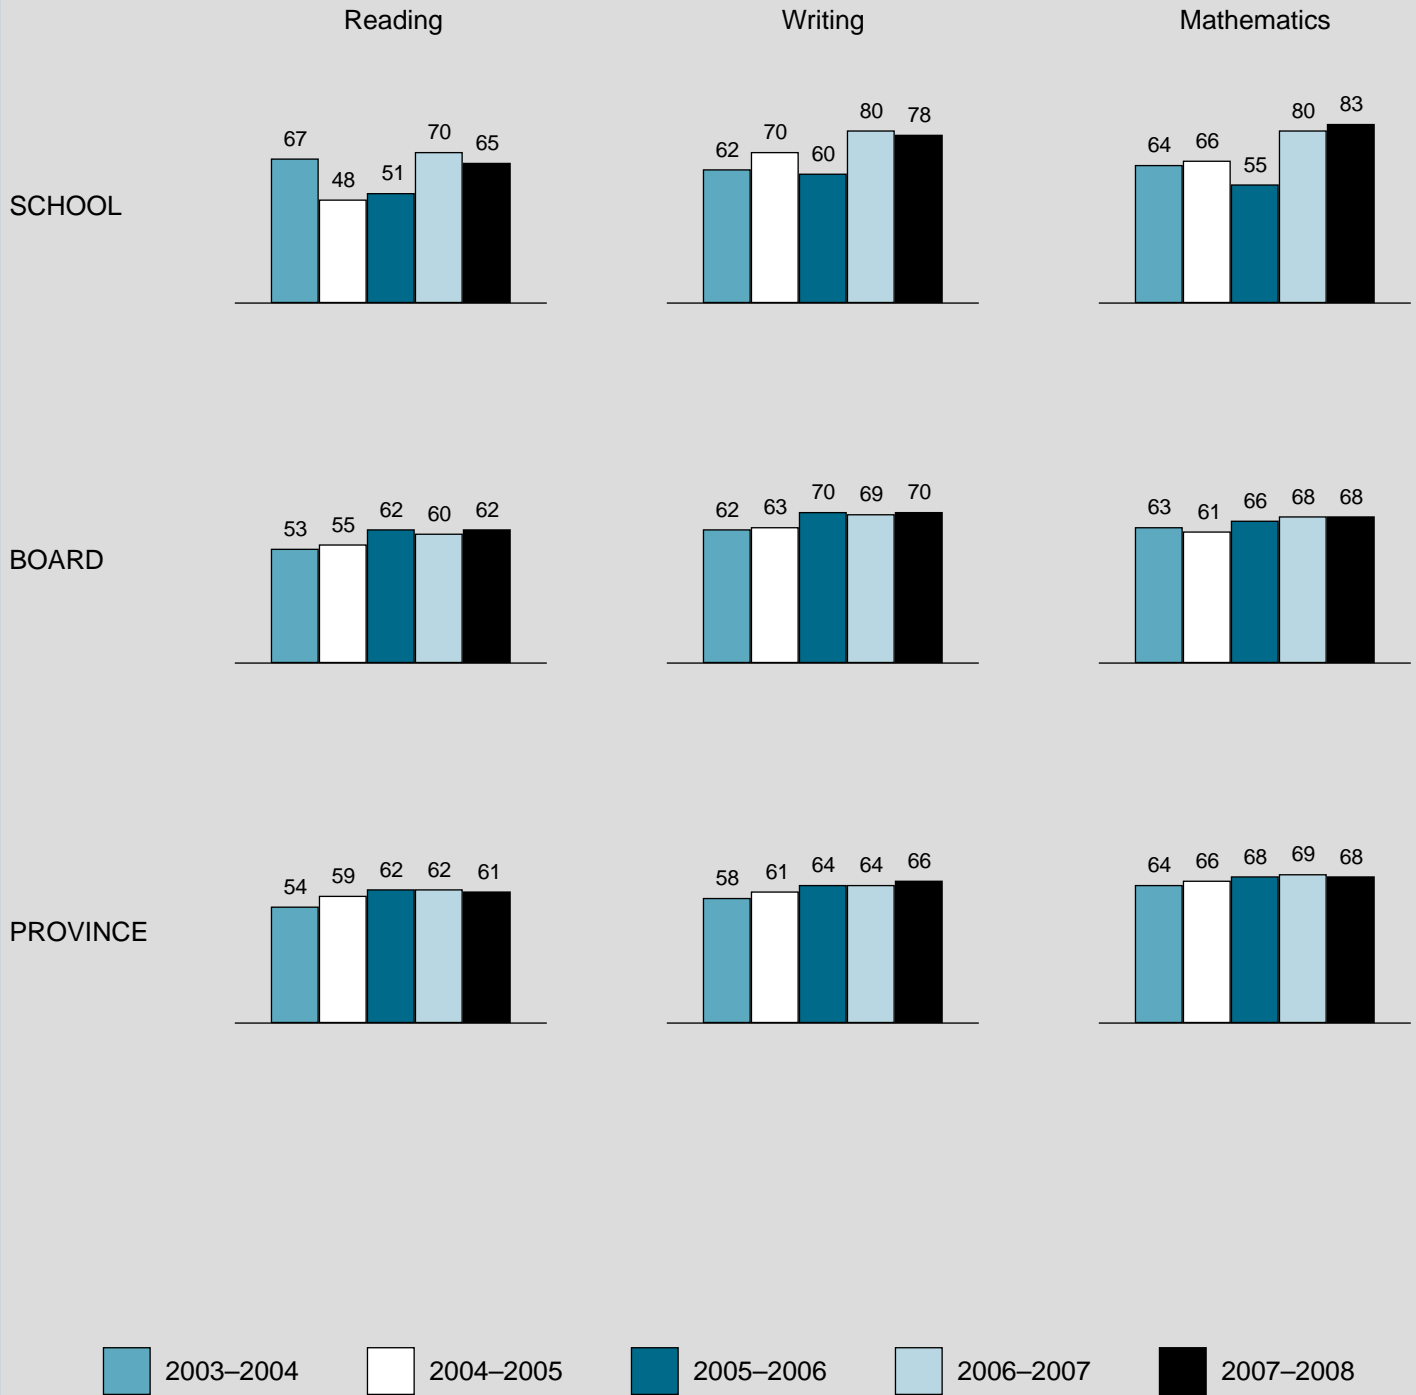 Reading Writing Mathematics
SCHOOL
67 48 51 70 65
62 70 60 80 78
64 66 55 80 83
BOARD
53 55 62 60 62
62 63 70 69 70
63 61 66 68 68
PROVINCE
54 59 62 62 61
58 61 64 64 66
64 66 68 69 68
2003–2004 2004–2005 2005–2006 2006–2007 2007–2008